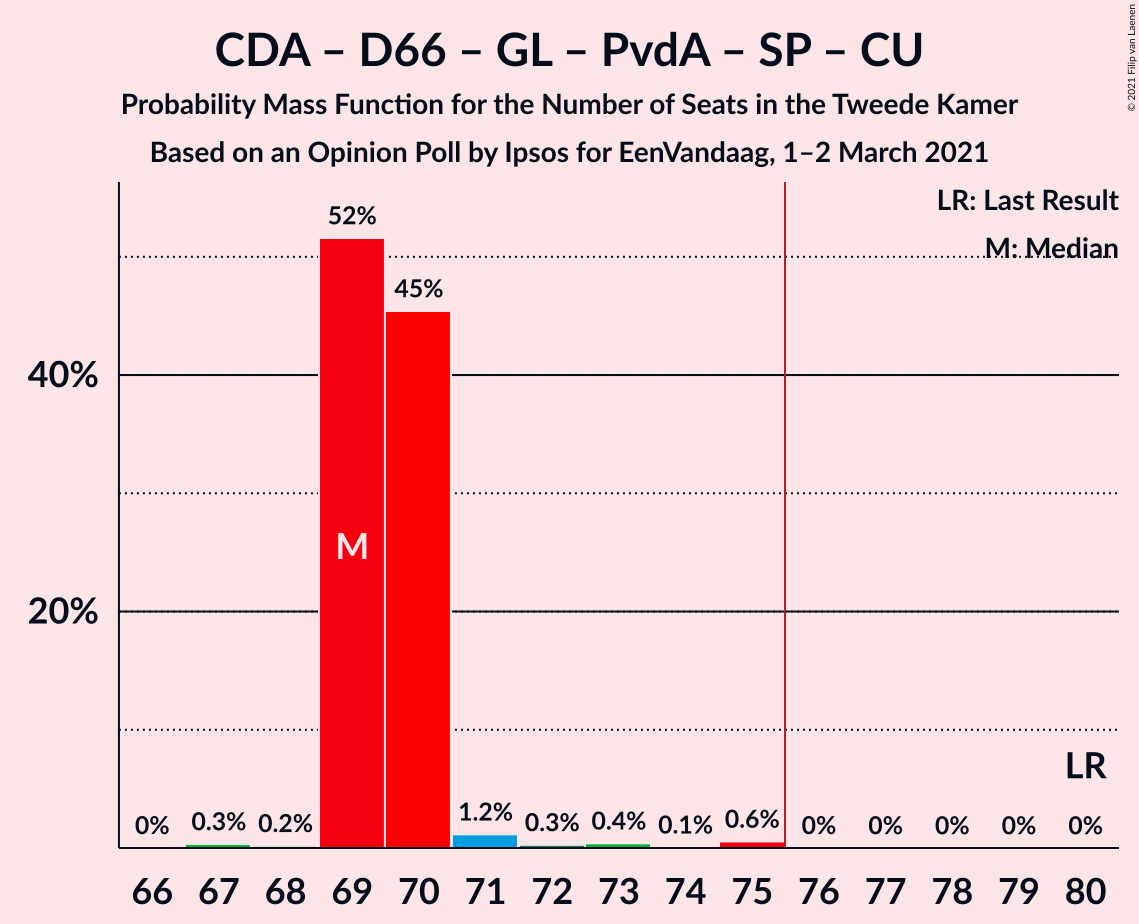 CDA – D66 – GL – PvdA – SP – CU
Probability Mass Function for the Number of Seats in the Tweede Kamer
Based on an Opinion Poll by Ipsos for EenVandaag, 1–2 March 2021
© 2021 Filip van Laenen
LR: Last Result
M: Median
52%
45%
40%
M
20%
LR
0% 0.3% 0.2% 1.2% 0.3% 0.4% 0.1% 0.6% 0% 0% 0% 0% 0%
66 67 68 69 70 71 72 73 74 75 76 77 78 79 80